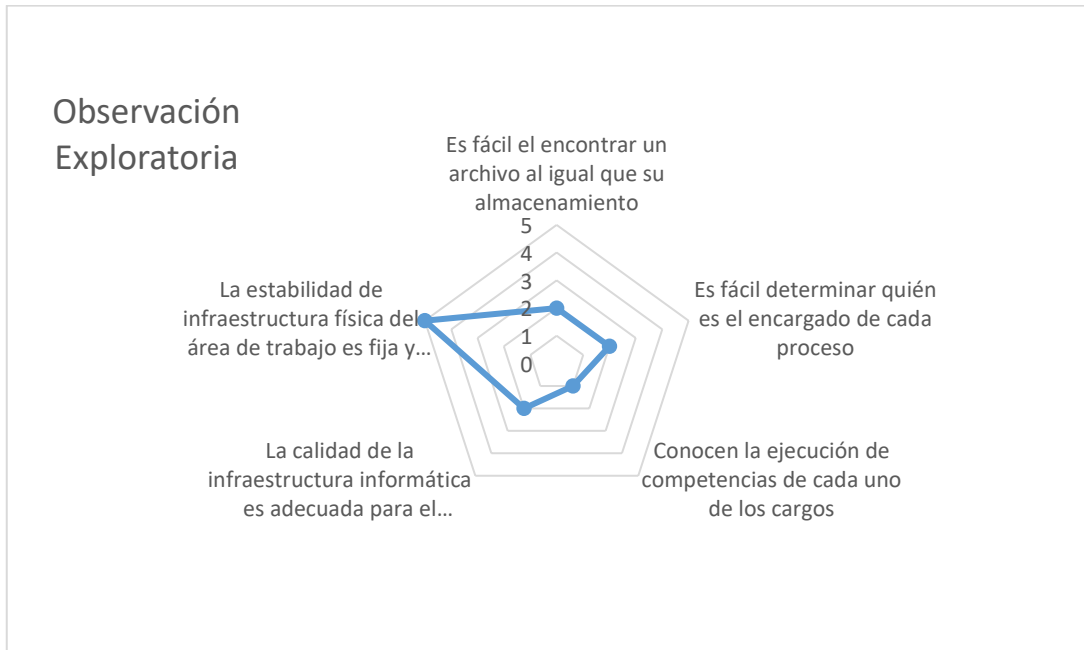 Observación
Exploratoria
Es fácil el encontrar un
archivo al igual que su
almacenamiento
5
4
3
2
1
0
Es fácil determinar quién
es el encargado de cada
proceso
Conocen la ejecución de
competencias de cada uno
de los cargos
La calidad de la
infraestructura informática
es adecuada para el…
La estabilidad de
infraestructura física del
área de trabajo es fija y…